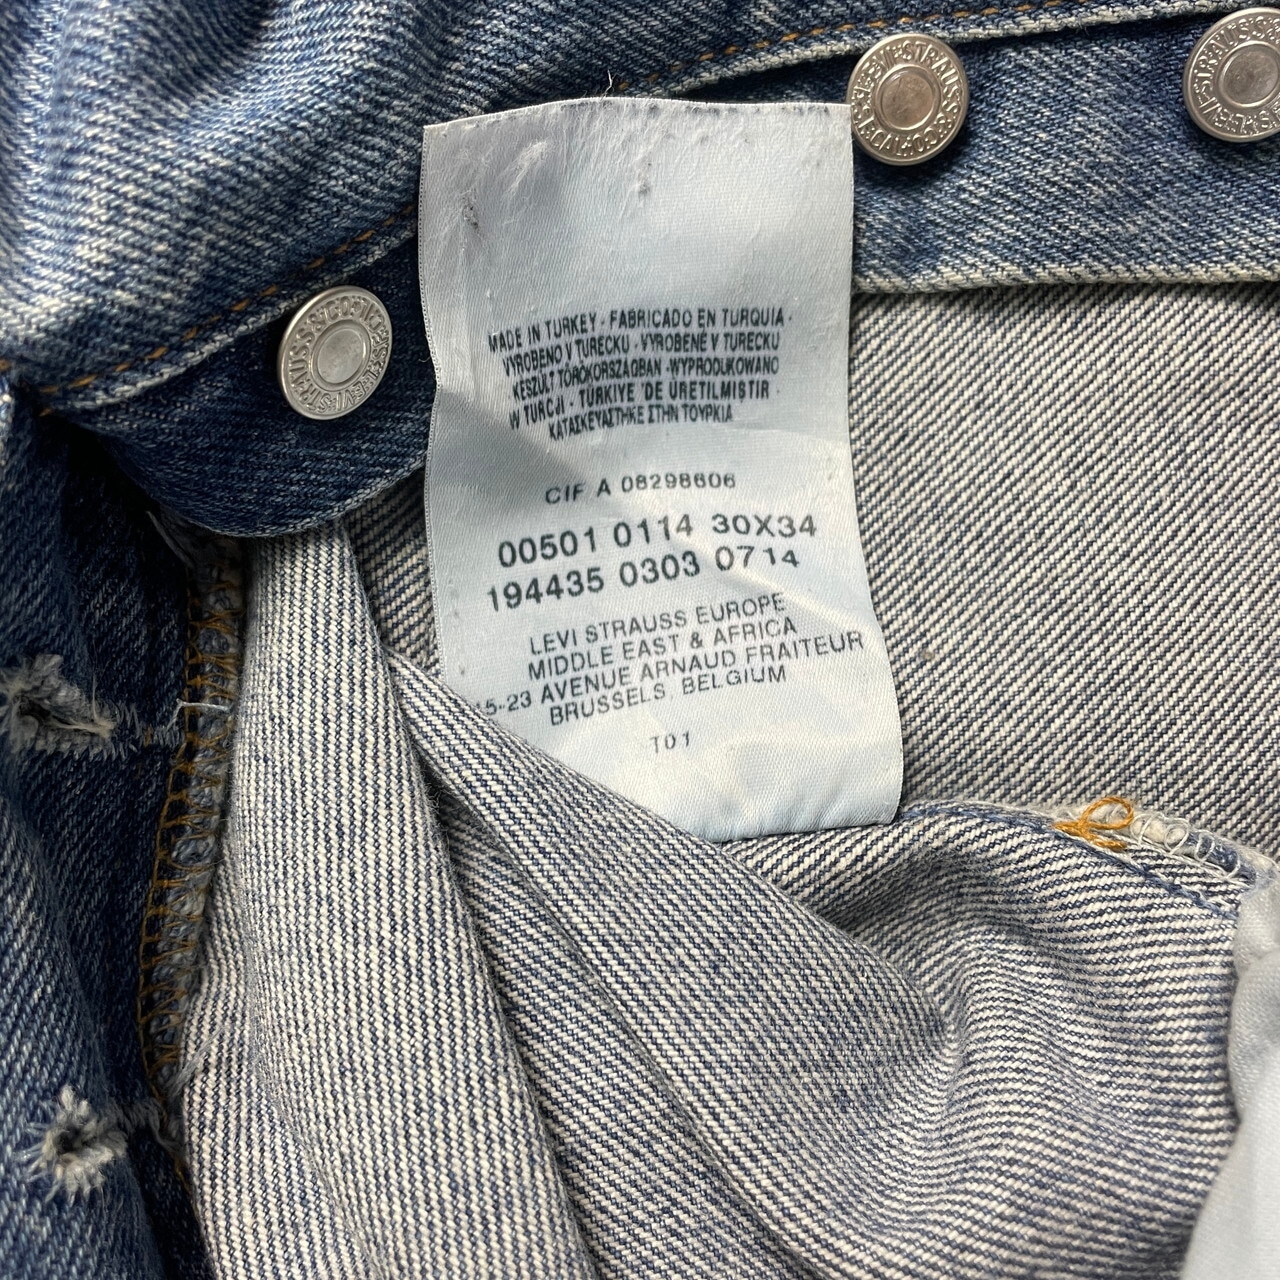 MADE IN TURKEY - FABRICADO EN TURQUIA -
VYROBENO V TURECKU - VYROBENÉ V TURECKU
KÉSZULT TÖRÖKORSZÁGBAN - WYPRODUKOWANO
W TURCJI - TÜRKIYE 'DE ÜRETILMIŞTIR -
ΚΑΤΑΣΚΕΥΑΣΤΗΚΕ ΣΤΗΝ ΤΟΥΡΚΙΑ
CIF A 08298606
00501 0114 30X34
194435 0303 0714
LEVI STRAUSS EUROPE
MIDDLE EAST & AFRICA
15-23 AVENUE ARNAUD FRAITEUR
BRUSSELS, BELGIUM
T01